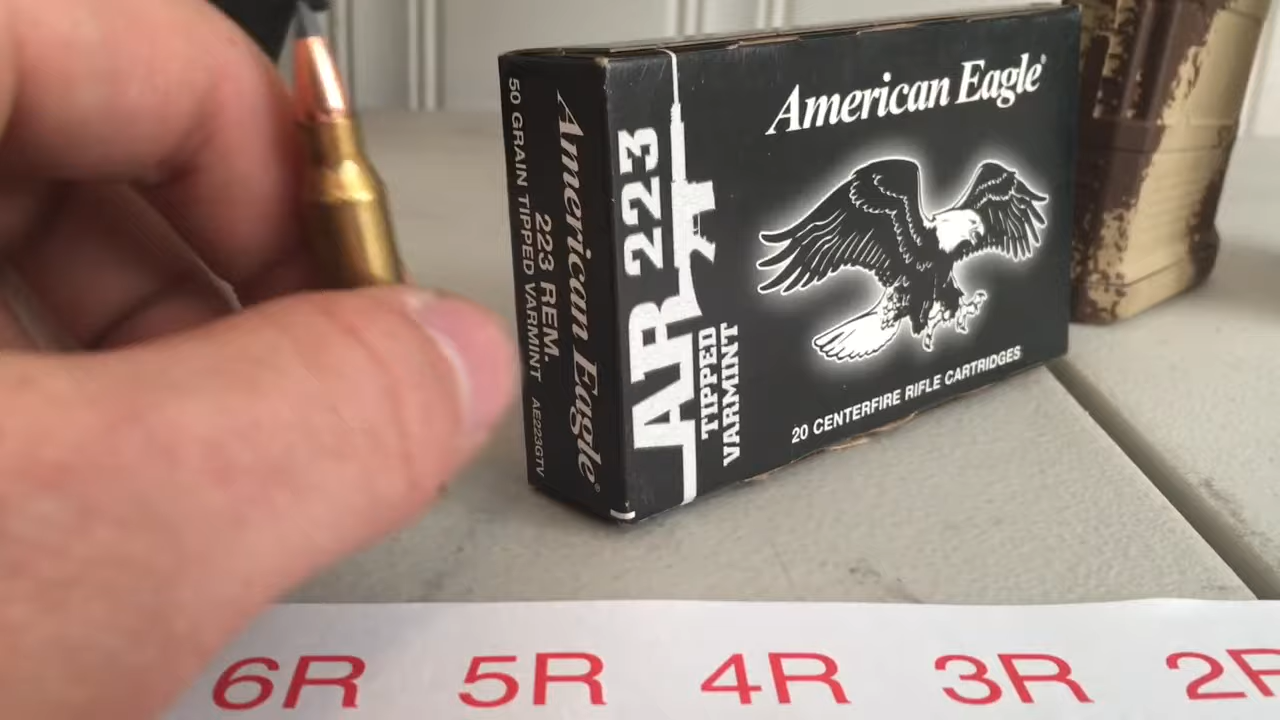 American Eagle®
223 REM.
50 GRAIN TIPPED VARMINT AE223GTV
AR 223
TIPPED
VARMINT
American Eagle®
20 CENTERFIRE RIFLE CARTRIDGES
6R 5R 4R 3R 2R